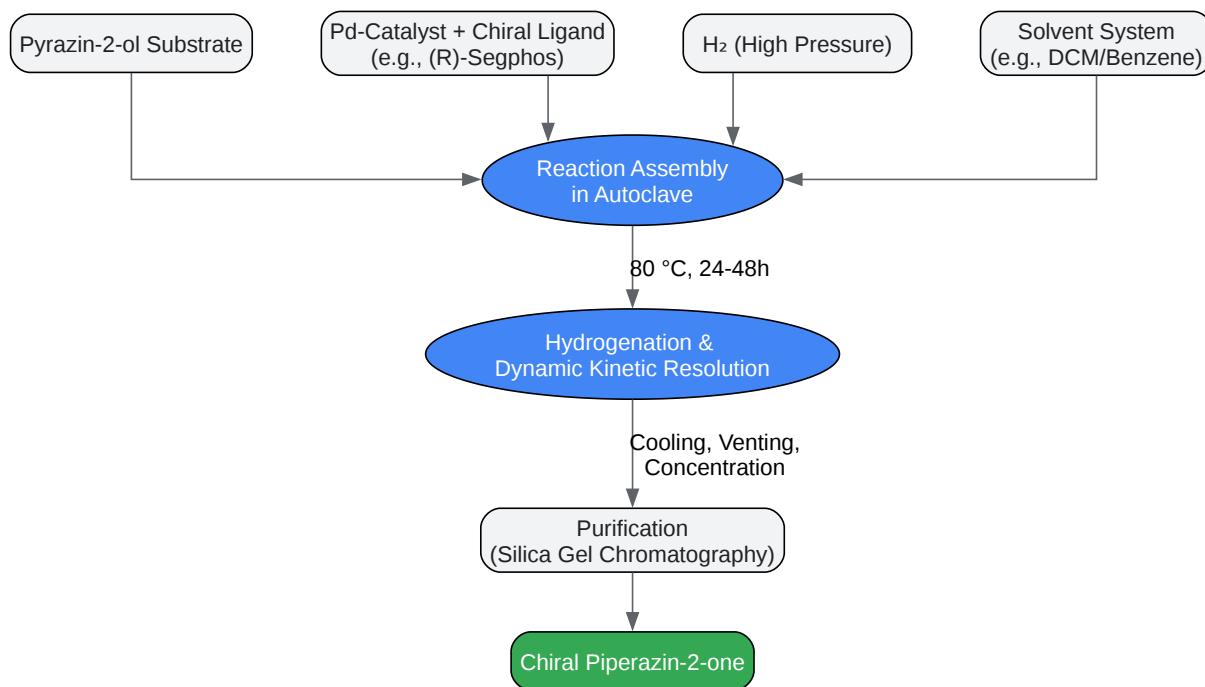 Pyrazin-2-ol Substrate
Pd-Catalyst + Chiral Ligand
(e.g., (R)-Segphos)
H₂ (High Pressure)
Solvent System
(e.g., DCM/Benzene)
Reaction Assembly
in Autoclave
80 °C, 24-48h
Hydrogenation &
Dynamic Kinetic Resolution
Cooling, Venting,
Concentration
Purification
(Silica Gel Chromatography)
Chiral Piperazin-2-one